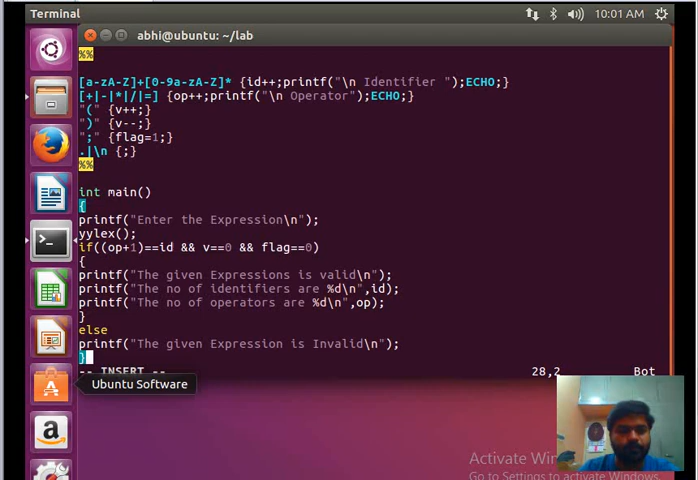 Terminal
10:01 AM
abhi@ubuntu: ~/lab
%%
[a-zA-Z]+[0-9a-zA-Z]* {id++;printf("\n Identifier ");ECHO;}
[+|-|*|/|=] {op++;printf("\n Operator");ECHO;}
"(" {v++;}
")" {v--;}
";" {flag=1;}
.|\n {;}
%%
int main()
{
printf("Enter the Expression\n");
yylex();
if((op+1)==id && v==0 && flag==0)
{
printf("The given Expressions is valid\n");
printf("The no of identifiers are %d\n",id);
printf("The no of operators are %d\n",op);
}
else
printf("The given Expression is Invalid\n");
}
-- INSERT --
28,2
Bot
Ubuntu Software
Activate Win
Go to Settings to activate Windows.